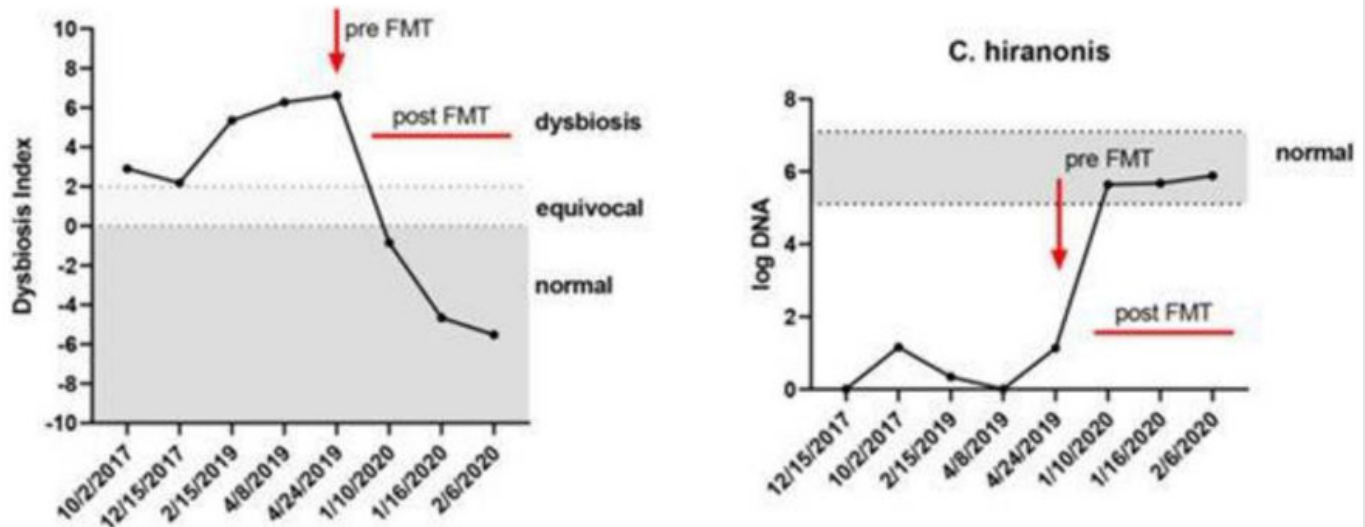 10
8
6
4
2
0
-2
-4
-6
-8
-10
Dysbiosis Index
pre FMT
post FMT
dysbiosis
equivocal
normal
10/2/2017
12/15/2017
2/15/2019
4/8/2019
4/24/2019
1/10/2020
1/16/2020
2/6/2020
C. hiranonis
8
6
4
2
0
log DNA
pre FMT
normal
post FMT
12/15/2017
10/2/2017
2/15/2019
4/8/2019
4/24/2019
1/10/2020
1/16/2020
2/6/2020